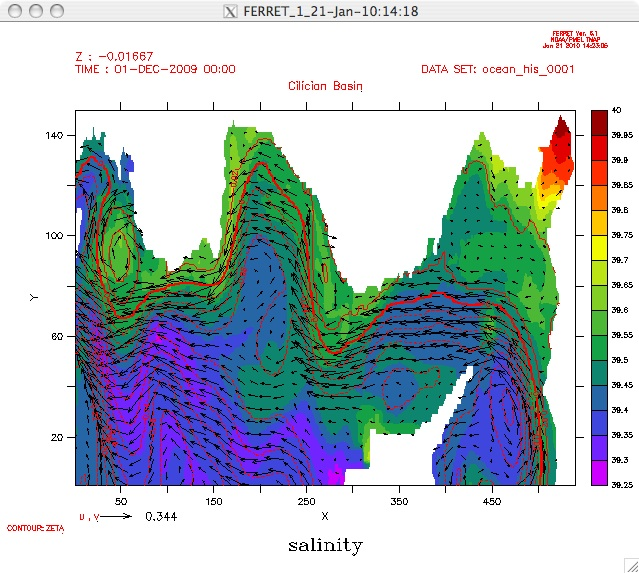 FERRET_1_21-Jan-10:14:18
FERRET Ver. 6.1
NOAA/PMEL TMAP
Jan 21 2010 14:23:06
Z : -0.01667
TIME : 01-DEC-2009 00:00
DATA SET: ocean_his_0001
Cilician Basin
140
100
60
20
Y
50
150
250
350
450
X
40
39.95
39.9
39.85
39.8
39.75
39.7
39.65
39.6
39.55
39.5
39.45
39.4
39.35
39.3
39.25
U , V
0.344
CONTOUR: ZETA
salinity